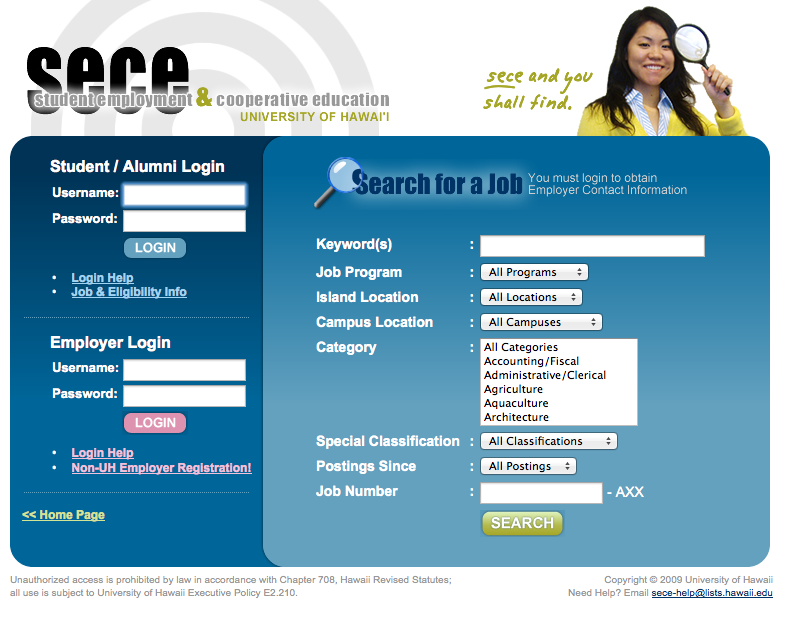 sece
student employment & cooperative education
UNIVERSITY OF HAWAI'I
sece and you
shall find.
Student / Alumni Login
Username:
Password:
LOGIN
• Login Help
• Job & Eligibility Info
Employer Login
Username:
Password:
LOGIN
• Login Help
• Non-UH Employer Registration!
<< Home Page
Search for a Job
You must login to obtain
Employer Contact Information
Keyword(s) :
Job Program : All Programs
Island Location : All Locations
Campus Location : All Campuses
Category : All Categories
Accounting/Fiscal
Administrative/Clerical
Agriculture
Aquaculture
Architecture
Special Classification : All Classifications
Postings Since : All Postings
Job Number : - AXX
SEARCH
Unauthorized access is prohibited by law in accordance with Chapter 708, Hawaii Revised Statutes;
all use is subject to University of Hawaii Executive Policy E2.210.
Copyright © 2009 University of Hawaii
Need Help? Email sece-help@lists.hawaii.edu